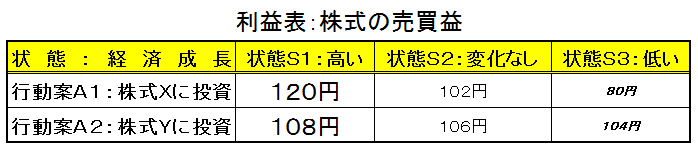 利益表：株式の売買益
状態：経済成長 状態S1：高い 状態S2：変化なし 状態S3：低い
行動案A1：株式Xに投資 120円 102円 80円
行動案A2：株式Yに投資 108円 106円 104円